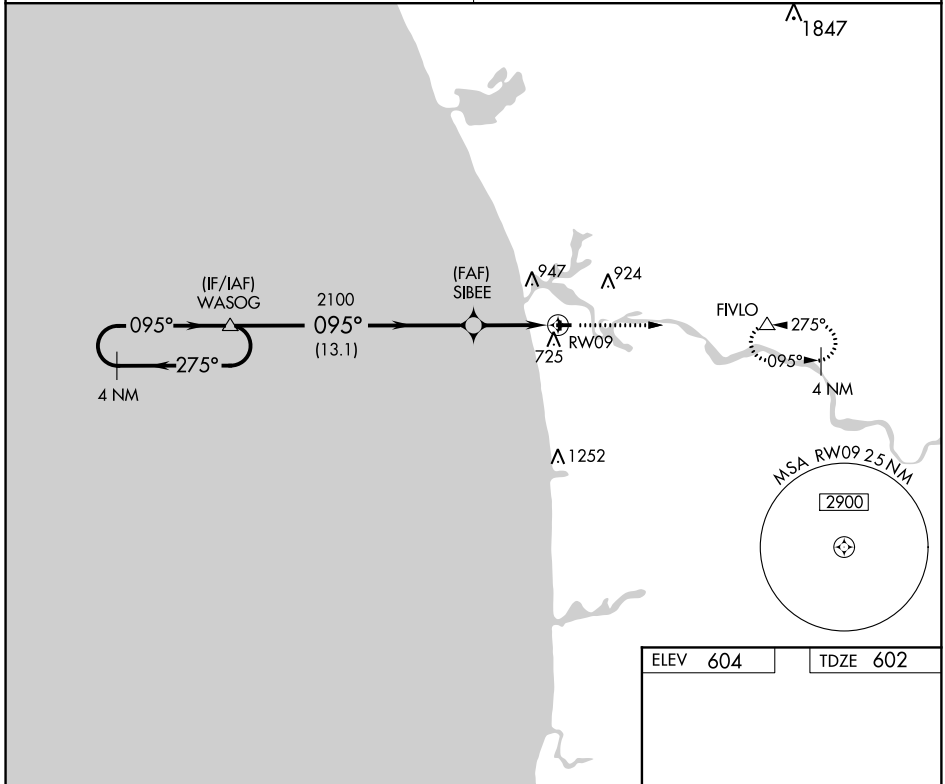 1847
(IF/IAF)
WASOG
2100
(FAF)
SIBEE
947
924
FIVLO
095°
095°
275°
(13.1)
RW09
725
275°
095°
4 NM
4 NM
1252
MSA RW09 25 NM
2900
ELEV 604
TDZE 602